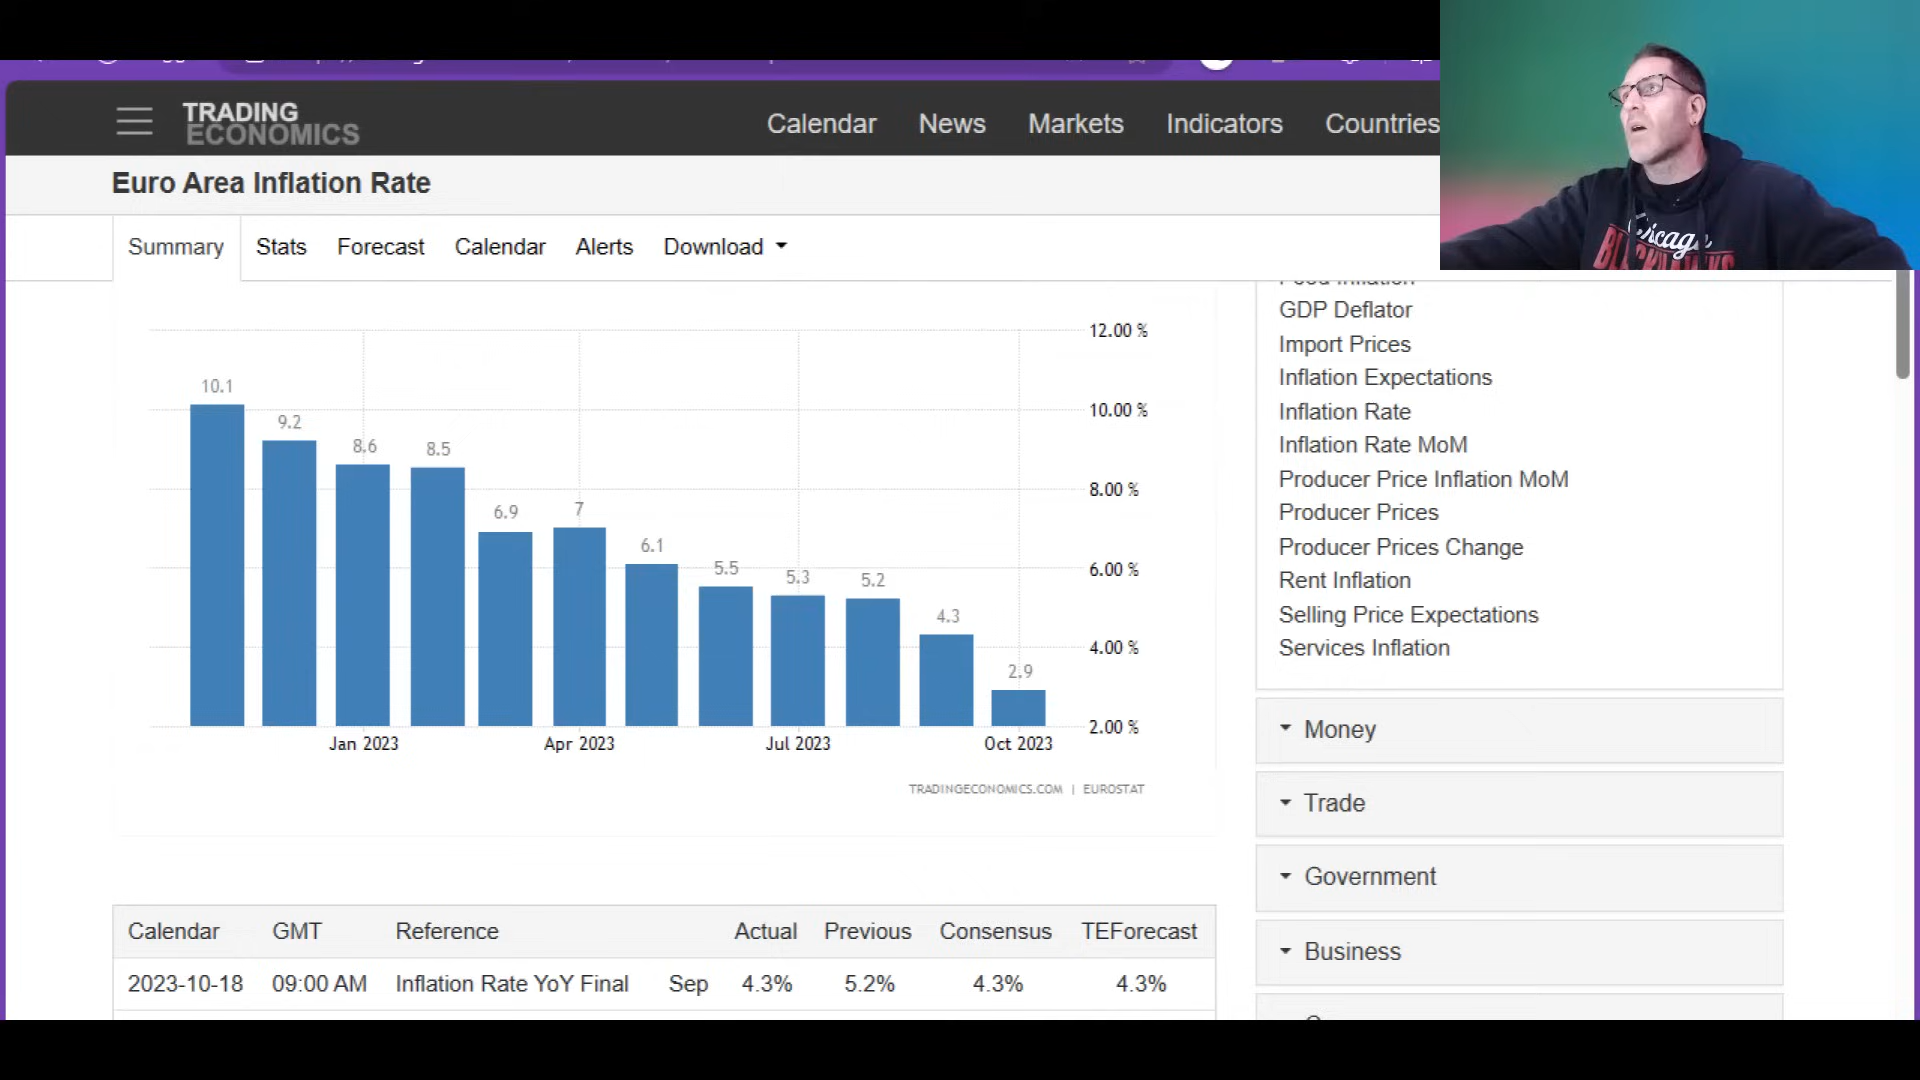 TRADING
ECONOMICS
Calendar News Markets Indicators Countries
Euro Area Inflation Rate
Summary Stats Forecast Calendar Alerts Download
12.00 %
10.00 %
8.00 %
6.00 %
4.00 %
2.00 %
10.1
9.2
8.6
8.5
6.9
7
6.1
5.5
5.3
5.2
4.3
2.9
Jan 2023 Apr 2023 Jul 2023 Oct 2023
TRADINGECONOMICS.COM | EUROSTAT
Calendar GMT Reference Actual Previous Consensus TEForecast
2023-10-18 09:00 AM Inflation Rate YoY Final Sep 4.3% 5.2% 4.3% 4.3%
Food Inflation
GDP Deflator
Import Prices
Inflation Expectations
Inflation Rate
Inflation Rate MoM
Producer Price Inflation MoM
Producer Prices
Producer Prices Change
Rent Inflation
Selling Price Expectations
Services Inflation
Money
Trade
Government
Business
Chicago
BLACKHAWKS